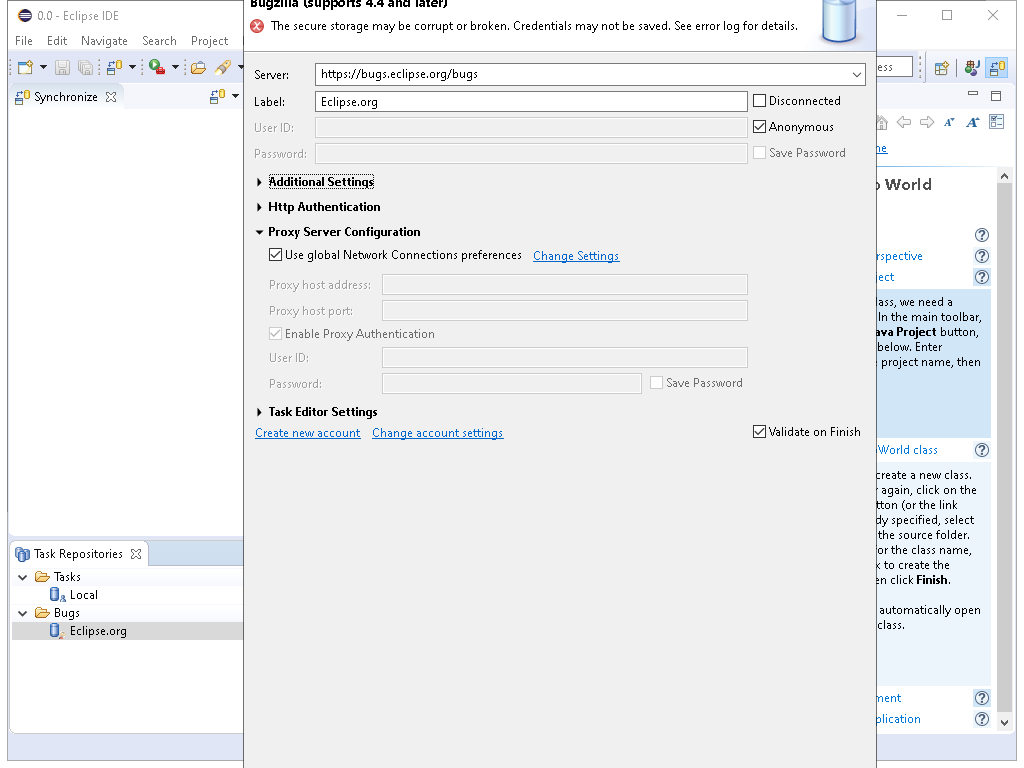 0.0 - Eclipse IDE
File Edit Navigate Search Project
Synchronize
Bugzilla (supports 4.4 and later)
The secure storage may be corrupt or broken. Credentials may not be saved. See error log for details.
Server: https://bugs.eclipse.org/bugs
Label: Eclipse.org Disconnected
User ID: Anonymous
Password: Save Password
Additional Settings
Http Authentication
Proxy Server Configuration
Use global Network Connections preferences Change Settings
Proxy host address:
Proxy host port:
Enable Proxy Authentication
User ID:
Password: Save Password
Task Editor Settings
Create new account Change account settings Validate on Finish
Task Repositories
Tasks
Local
Bugs
Eclipse.org
ess
ne
o World
rspective
ect
lass, we need a
In the main toolbar,
ava Project button,
below. Enter
e project name, then
World class
create a new class.
r again, click on the
tton (or the link
dy specified, select
the source folder.
or the class name,
k to create the
en click Finish.
automatically open
class.
ment
plication